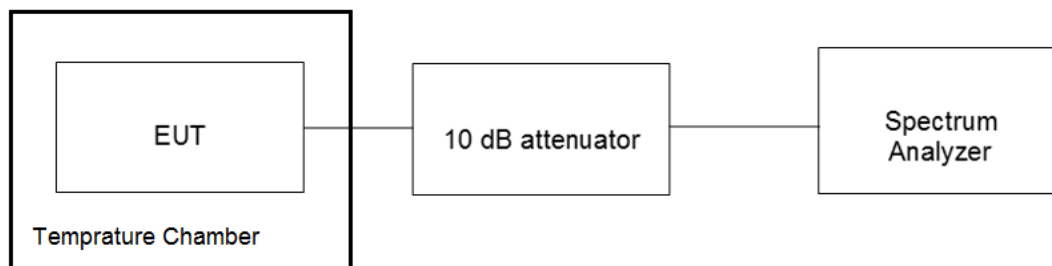 EUT
10 dB attenuator
Spectrum
Analyzer
Temprature Chamber